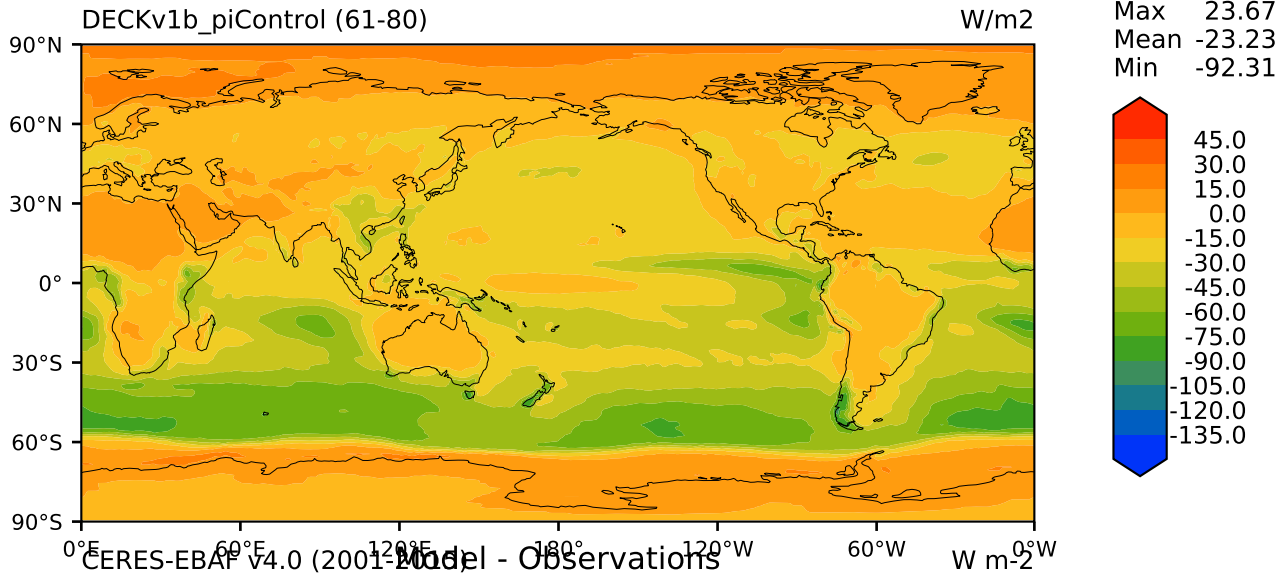 DECKv1b_piControl (61-80) W/m2
Max 23.67
Mean -23.23
Min -92.31
90°N
60°N
30°N
0°
30°S
60°S
90°S
45.0
30.0
15.0
0.0
-15.0
-30.0
-45.0
-60.0
-75.0
-90.0
-105.0
-120.0
-135.0
0°E 60°E 120°E 180° 120°W 60°W 0°W
CERES-EBAF v4.0 (2001-2015) W m-2
Model - Observations